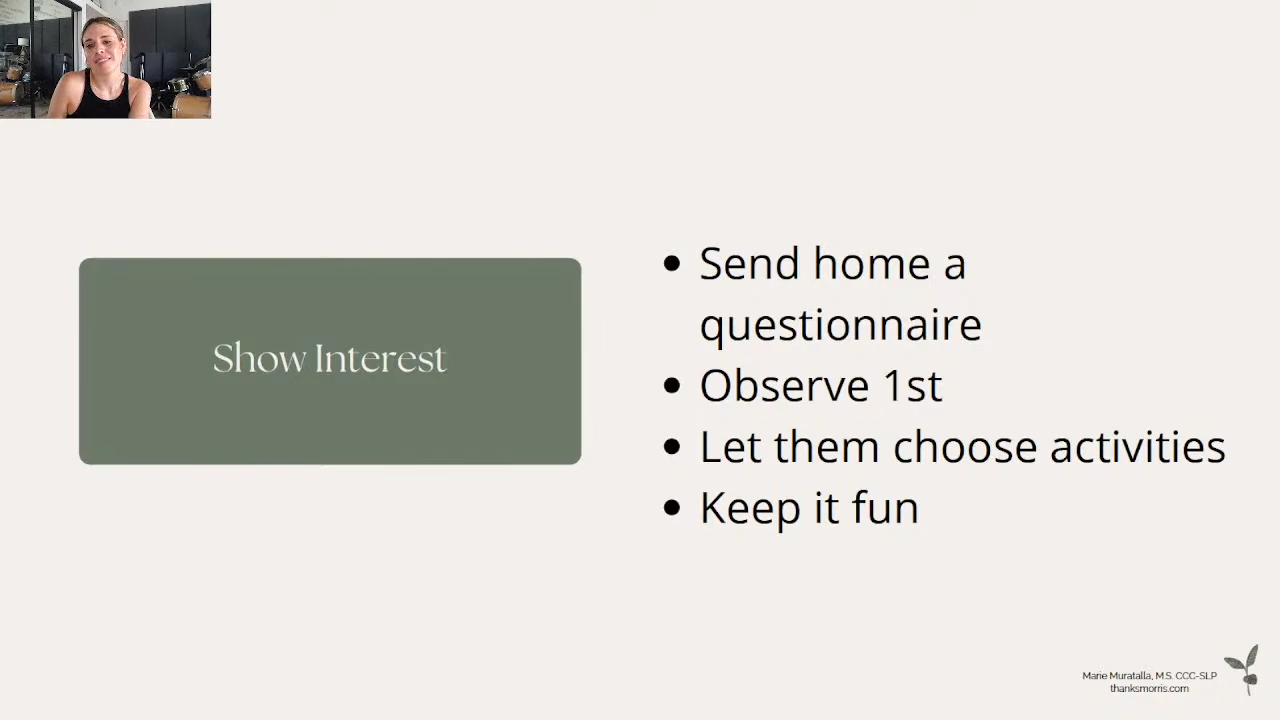 Show Interest
• Send home a
questionnaire
• Observe 1st
• Let them choose activities
• Keep it fun
Marie Muratalla, M.S. CCC-SLP
thanksmorris.com